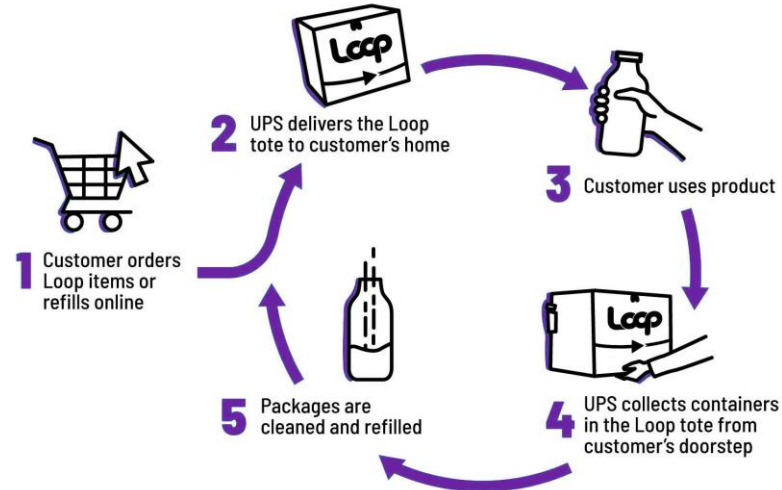 1
Customer orders
Loop items or
refills online
Loop
2
UPS delivers the Loop
tote to customer's home
3
Customer uses product
Loop
4
UPS collects containers
in the Loop tote from
customer's doorstep
5
Packages are
cleaned and refilled